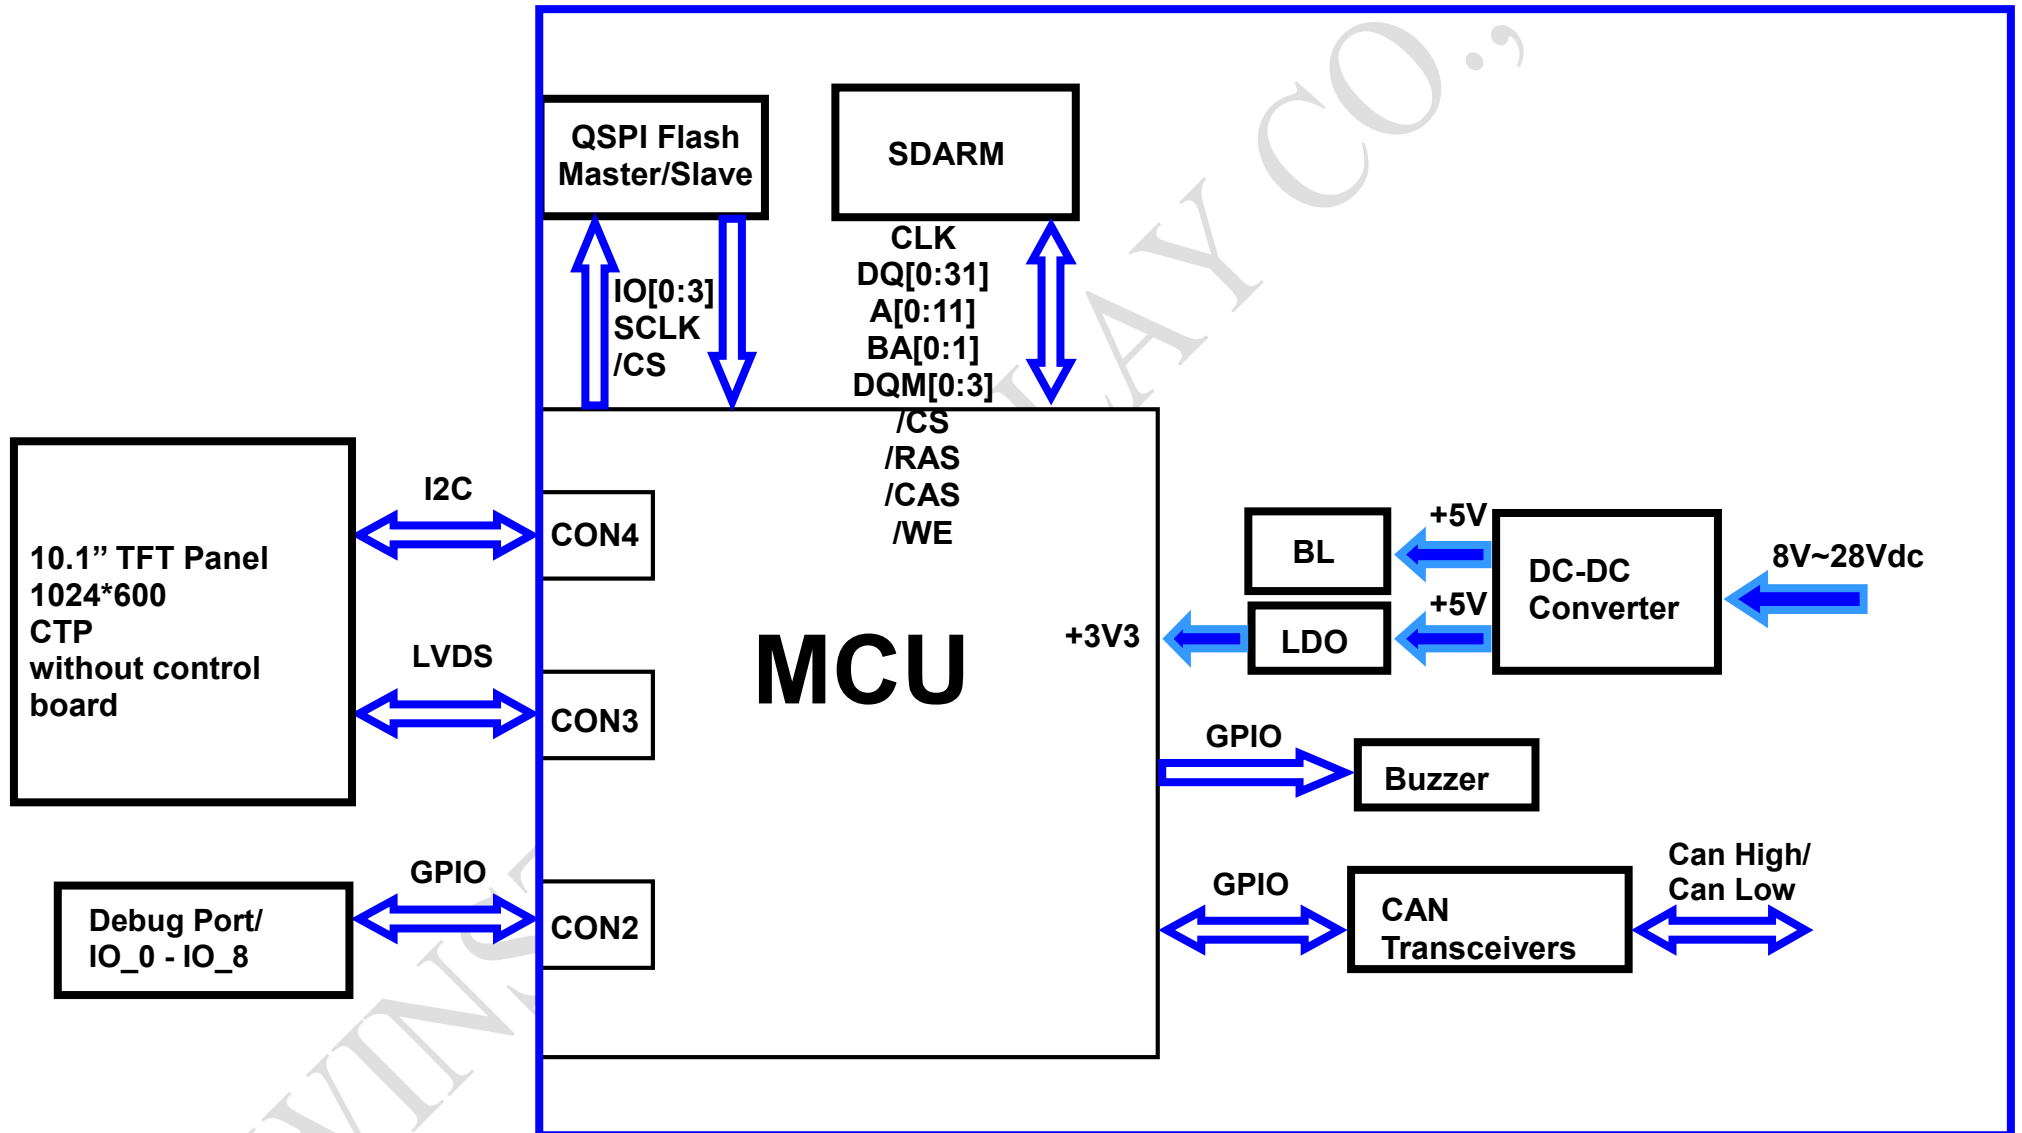 QSPI Flash
Master/Slave
SDARM
IO[0:3]
SCLK
/CS
CLK
DQ[0:31]
A[0:11]
BA[0:1]
DQM[0:3]
/CS
/RAS
/CAS
/WE
10.1’’ TFT Panel
1024*600
CTP
without control
board
I2C
CON4
LVDS
CON3
GPIO
CON2
Debug Port/
IO_0 - IO_8
MCU
+3V3
BL
LDO
+5V
+5V
DC-DC
Converter
8V~28Vdc
GPIO
Buzzer
GPIO
CAN
Transceivers
Can High/
Can Low
CO.,